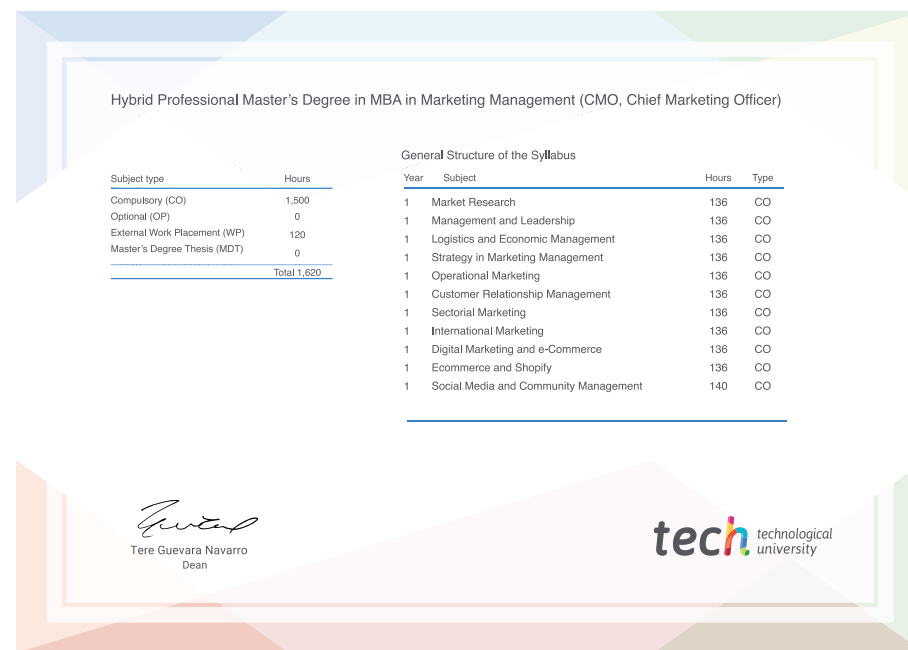 Hybrid Professional Master's Degree in MBA in Marketing Management (CMO, Chief Marketing Officer)
Subject type Hours
Compulsory (CO) 1,500
Optional (OP) 0
External Work Placement (WP) 120
Master's Degree Thesis (MDT) 0
Total 1,620
General Structure of the Syllabus
Year Subject Hours Type
1 Market Research 136 CO
1 Management and Leadership 136 CO
1 Logistics and Economic Management 136 CO
1 Strategy in Marketing Management 136 CO
1 Operational Marketing 136 CO
1 Customer Relationship Management 136 CO
1 Sectorial Marketing 136 CO
1 International Marketing 136 CO
1 Digital Marketing and e-Commerce 136 CO
1 Ecommerce and Shopify 136 CO
1 Social Media and Community Management 140 CO
Tere Guevara Navarro
Dean
tech technological
university